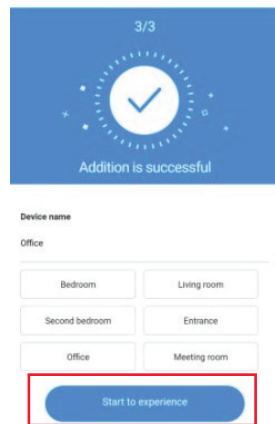 3/3
Addition is successful
Device name
Office
Bedroom
Living room
Second bedroom
Entrance
Office
Meeting room
Start to experience